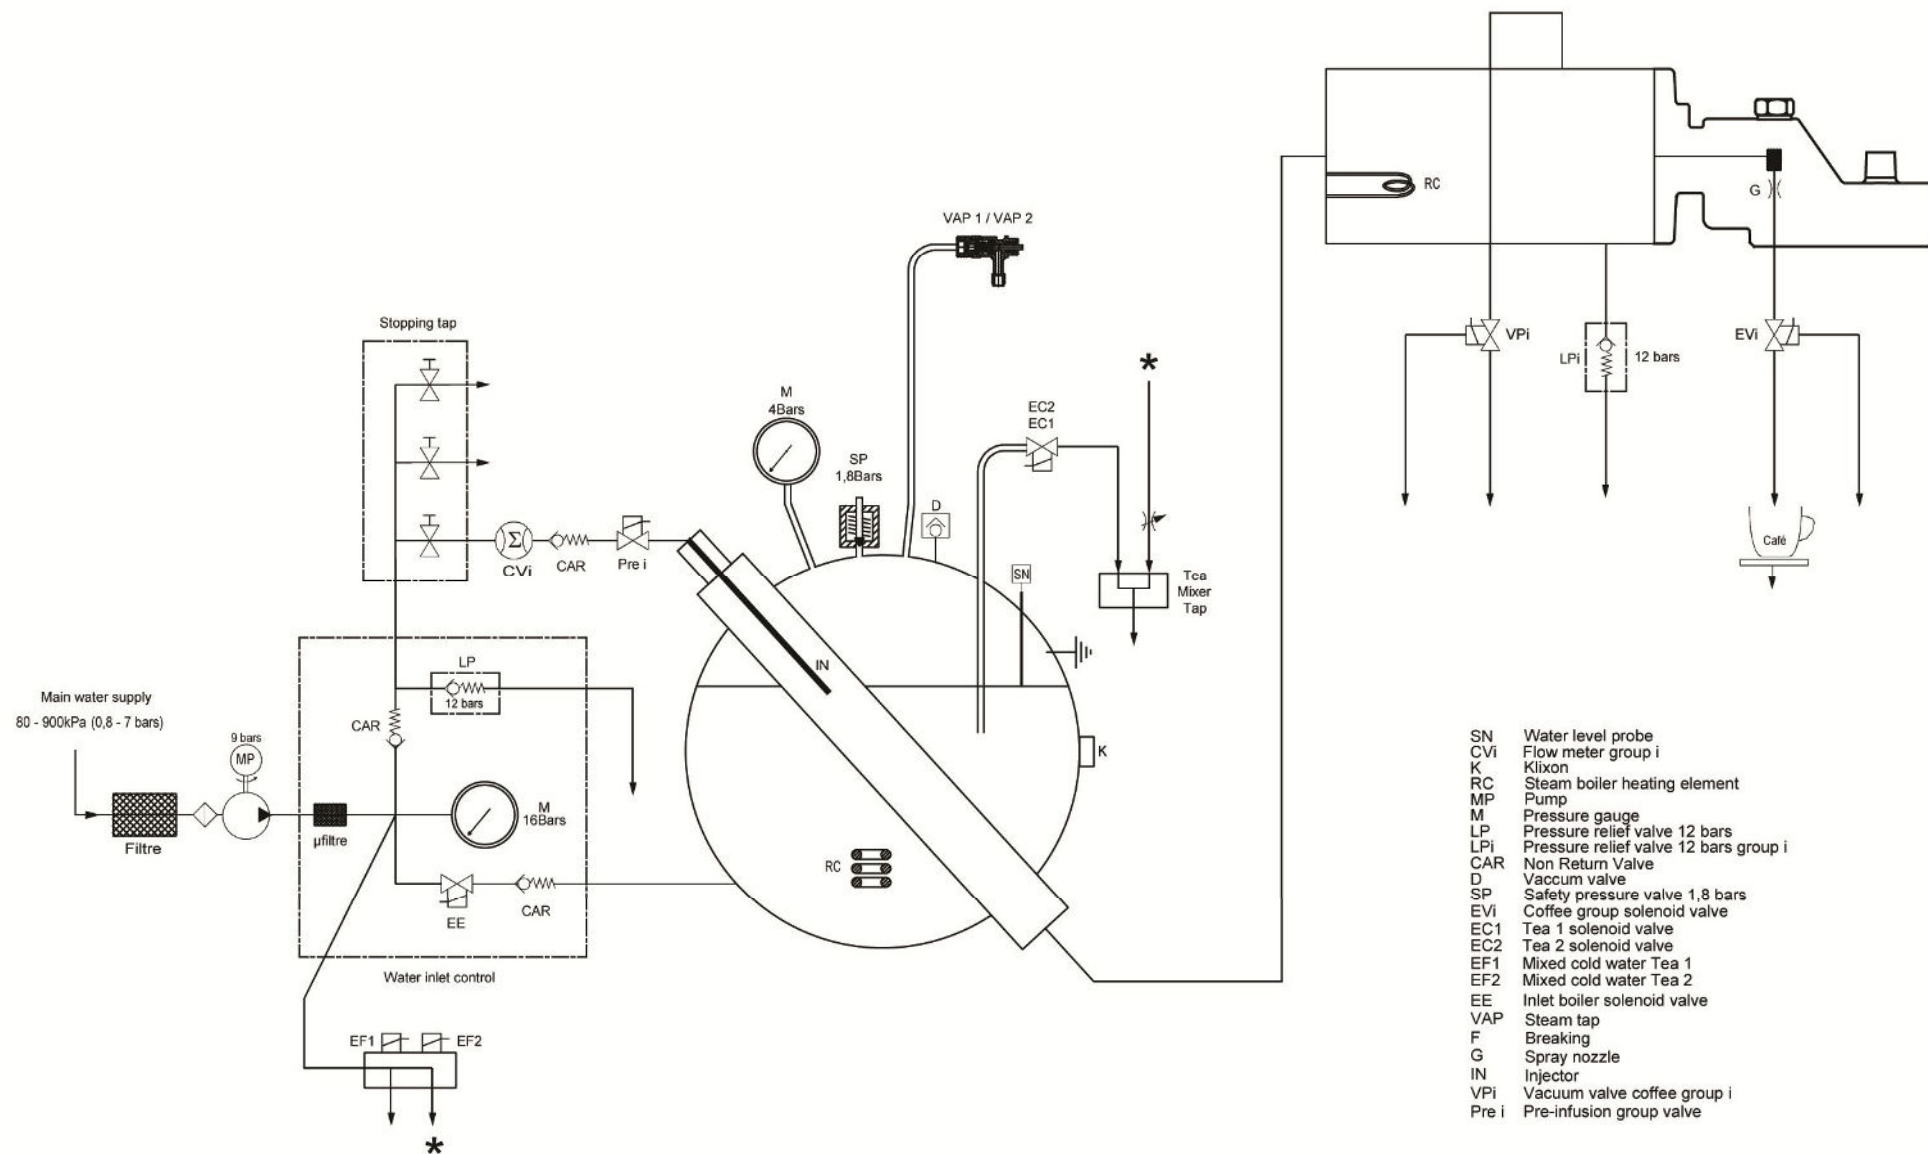 VAP 1 / VAP 2
RC
G
Stopping tap
VPi
LPi
12 bars
EVi
*
M
4Bars
EC2
EC1
SP
1,8Bars
D
CVi
CAR
Pre i
SN
Tea
Mixer
Tap
Café
IN
LP
12 bars
Main water supply
80 - 900kPa (0,8 - 7 bars)
CAR
9 bars
MP
K
M
16Bars
Filtre
µfiltre
RC
EE
CAR
Water inlet control
EF1
EF2
*
SN Water level probe
CVi Flow meter group i
K Klixon
RC Steam boiler heating element
MP Pump
M Pressure gauge
LP Pressure relief valve 12 bars
LPi Pressure relief valve 12 bars group i
CAR Non Return Valve
D Vaccum valve
SP Safety pressure valve 1,8 bars
EVi Coffee group solenoid valve
EC1 Tea 1 solenoid valve
EC2 Tea 2 solenoid valve
EF1 Mixed cold water Tea 1
EF2 Mixed cold water Tea 2
EE Inlet boiler solenoid valve
VAP Steam tap
F Breaking
G Spray nozzle
IN Injector
VPi Vacuum valve coffee group i
Pre i Pre-infusion group valve